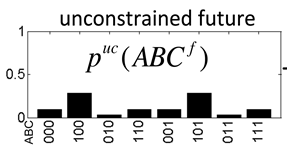 unconstrained future
1
p^{uc}(ABC^f)
0.5
0
ABC 000 100 010 110 001 101 011 111